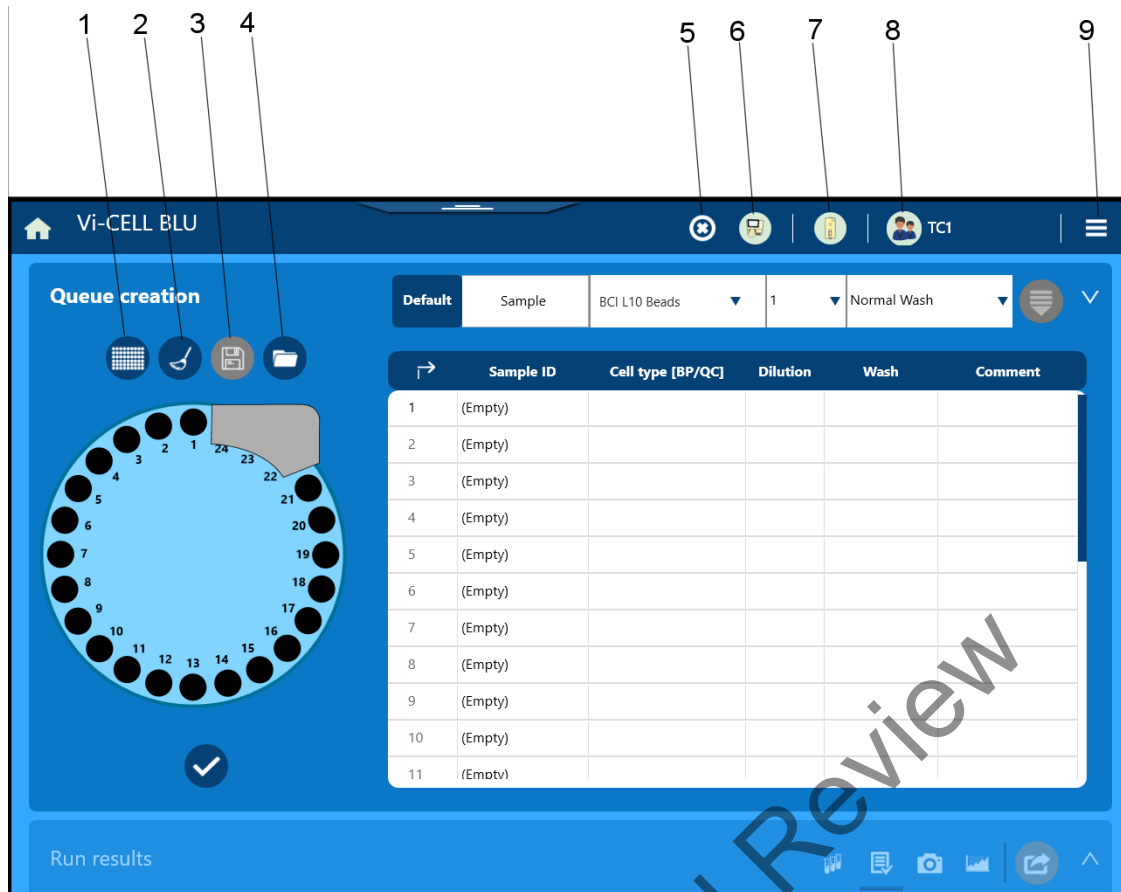 1 2 3 4 5 6 7 8 9
Vi-CELL BLU
TC1
Queue creation
Default Sample BCI L10 Beads 1 Normal Wash
Sample ID Cell type [BP/QC] Dilution Wash Comment
1 (Empty)
2 (Empty)
3 (Empty)
4 (Empty)
5 (Empty)
6 (Empty)
7 (Empty)
8 (Empty)
9 (Empty)
10 (Empty)
11 (Empty)
1
2
3
4
5
6
7
8
9
10
11
12
13
14
15
16
17
18
19
20
21
22
23
24
Run results
Review